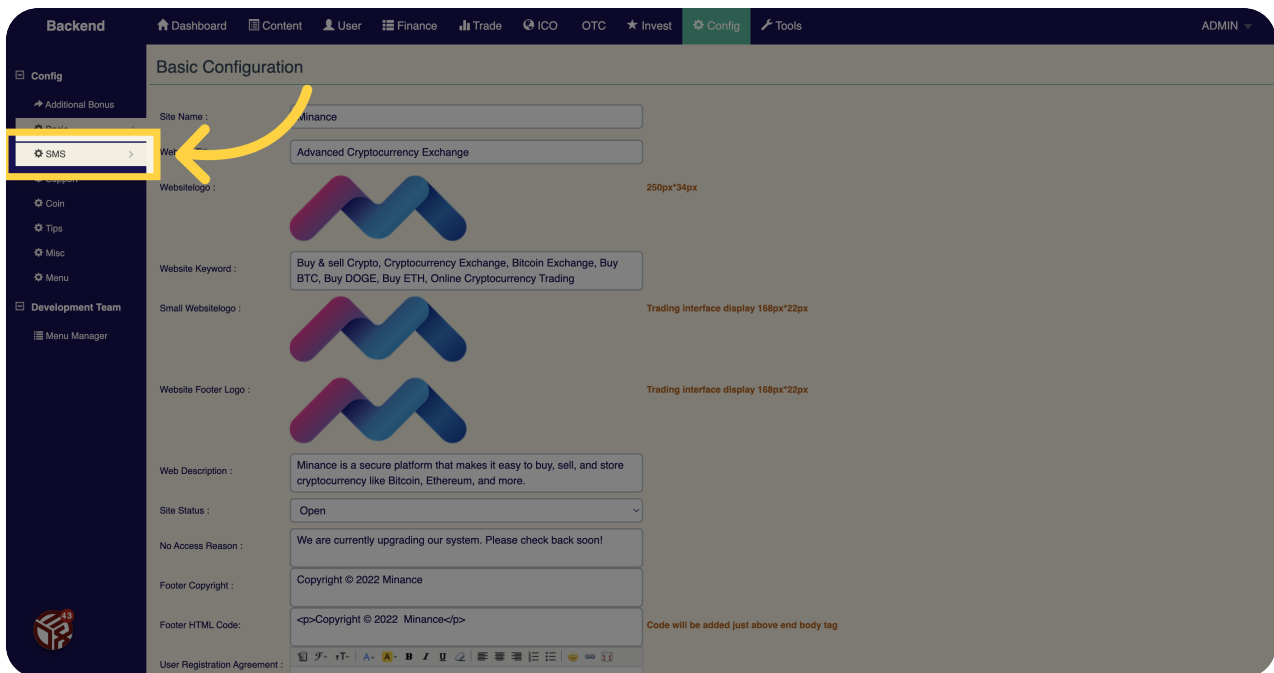 Backend
Dashboard
Content
User
Finance
Trade
ICO
OTC
Invest
Config
Tools
ADMIN
Config
Additional Bonus
SMS
Support
Coin
Tips
Misc
Menu
Development Team
Menu Manager
43
Basic Configuration
Site Name :
Minance
Advanced Cryptocurrency Exchange
Websitelogo :
250px*34px
Website Keyword :
Buy & sell Crypto, Cryptocurrency Exchange, Bitcoin Exchange, Buy
BTC, Buy DOGE, Buy ETH, Online Cryptocurrency Trading
Small Websitelogo :
Trading interface display 168px*22px
Website Footer Logo :
Trading interface display 168px*22px
Web Description :
Minance is a secure platform that makes it easy to buy, sell, and store
cryptocurrency like Bitcoin, Ethereum, and more.
Site Status :
Open
No Access Reason :
We are currently upgrading our system. Please check back soon!
Footer Copyright :
Copyright © 2022 Minance
Footer HTML Code:
<p>Copyright © 2022  Minance</p>
Code will be added just above end body tag
User Registration Agreement :